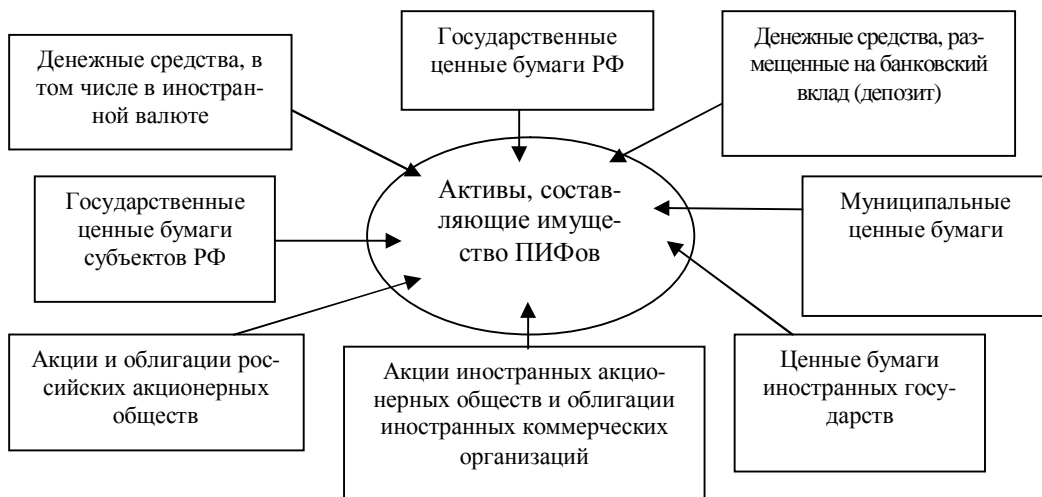 Денежные средства, в
том числе в иностран-
ной валюте
Государственные
ценные бумаги РФ
Денежные средства, раз-
мещенные на банковский
вклад (депозит)
Государственные
ценные бумаги
субъектов РФ
Активы, состав-
ляющие имуще-
ство ПИФов
Муниципальные
ценные бумаги
Акции и облигации рос-
сийских акционерных
обществ
Акции иностранных акцио-
нерных обществ и облигации
иностранных коммерческих
организаций
Ценные бумаги
иностранных госу-
дарств